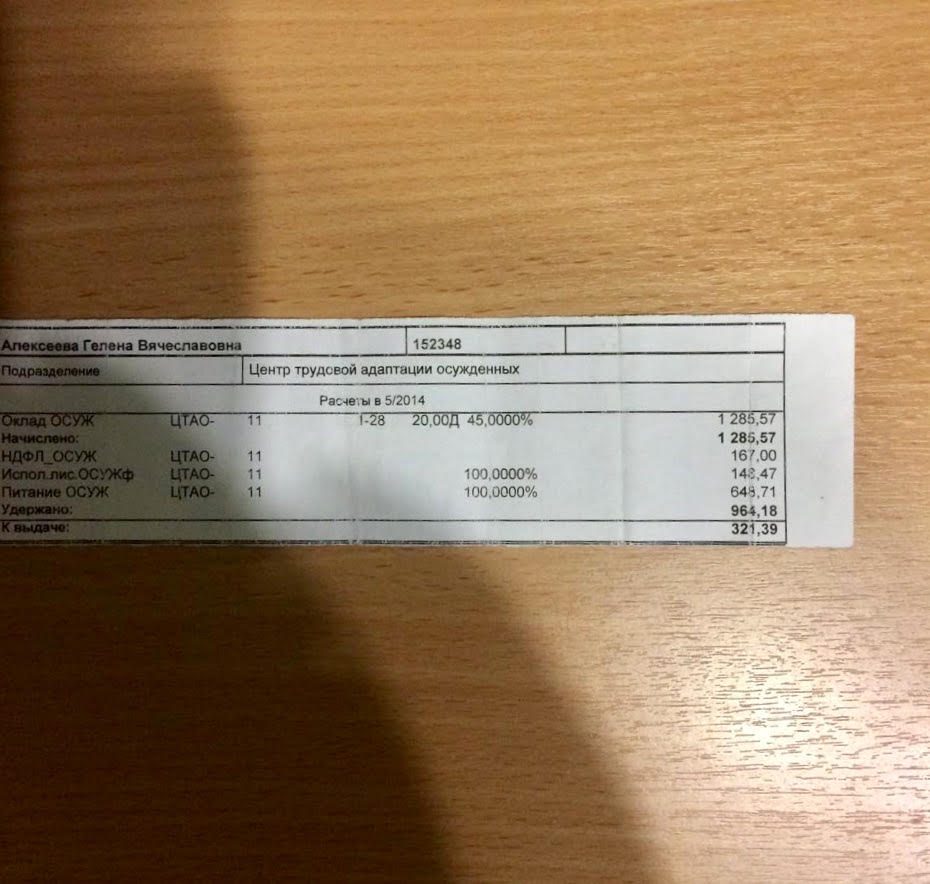 Алексеева Гелена Вячеславовна 152348
Подразделение Центр трудовой адаптации осужденных
Расчеты в 5/2014
Оклад ОСУЖ ЦТАО- 11 1-28 20,00Д 45,0000% 1 285,57
Начислено: 1 285,57
НДФЛ_ОСУЖ ЦТАО- 11 167,00
Испол.лис.ОСУЖф ЦТАО- 11 100,0000% 148,47
Питание ОСУЖ ЦТАО- 11 100,0000% 648,71
Удержано: 964,18
К выдаче: 321,39